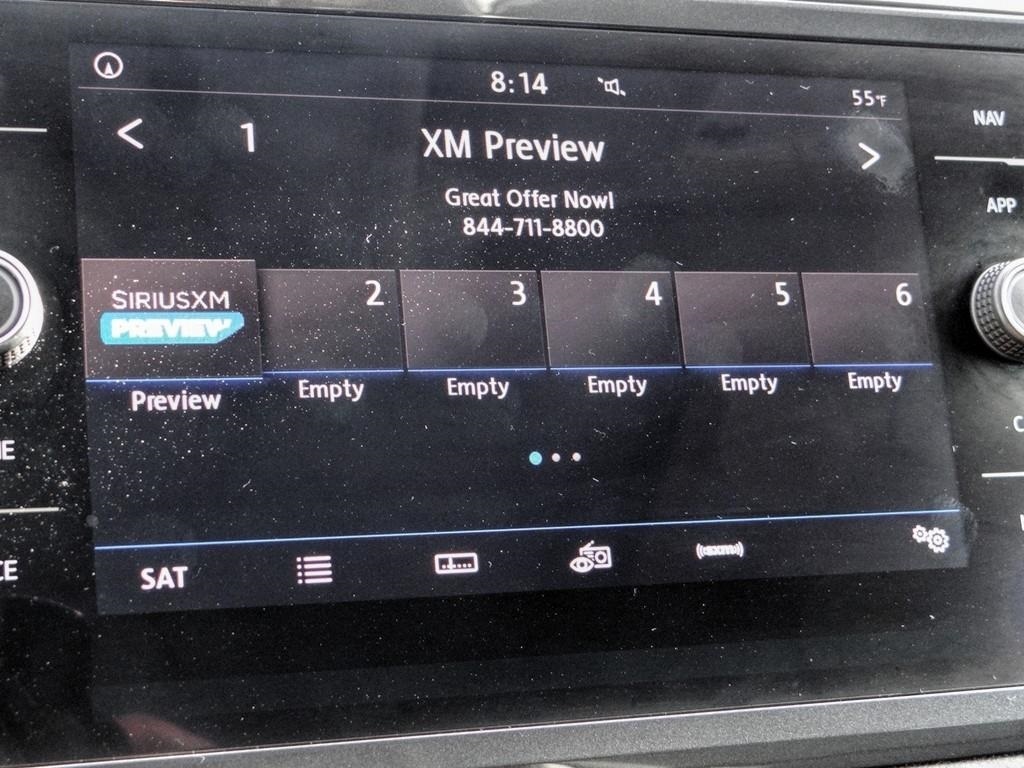 8:14
55°F
NAV
1
XM Preview
APP
Great Offer Now!
844-711-8800
SIRIUSXM
PREVIEW
2
3
4
5
6
Preview
Empty
Empty
Empty
Empty
Empty
SAT
((sxm))